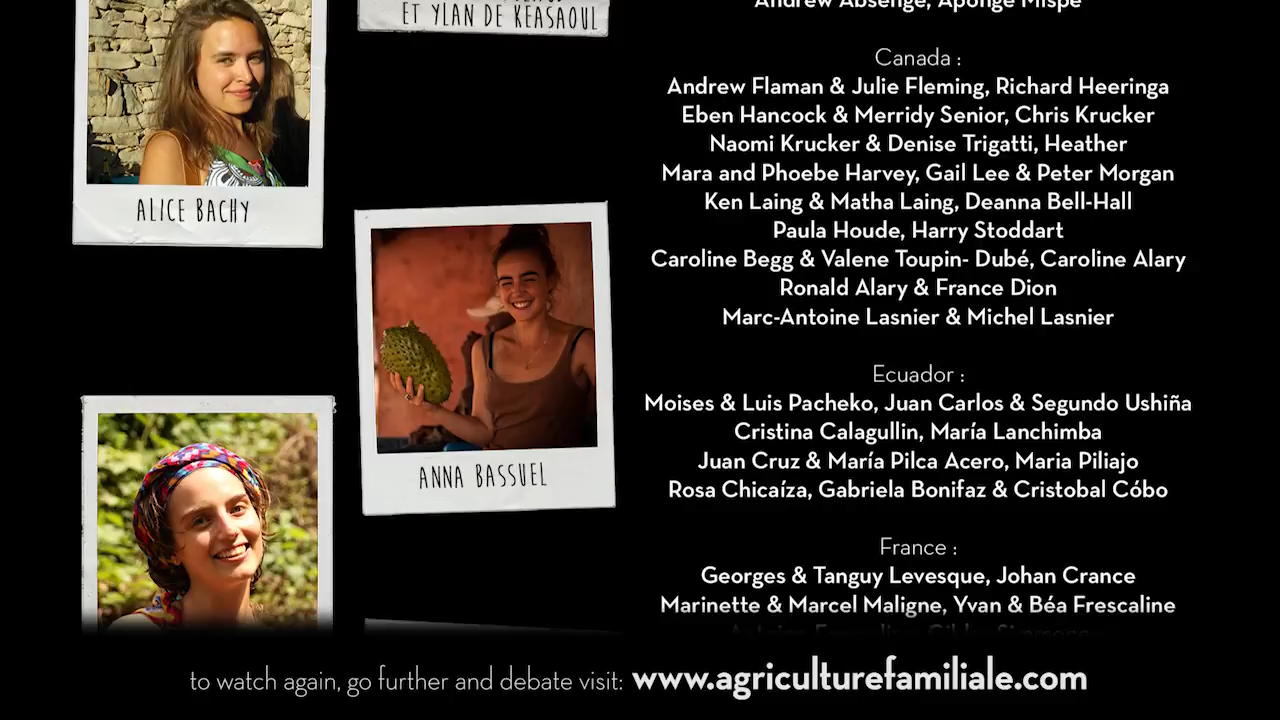 ET YLAN DE KEASAOUL
ALICE BACHY
ANNA BASSUEL
Andrew Absenge, Aponge Mispe
Canada :
Andrew Flaman & Julie Fleming, Richard Heeringa
Eben Hancock & Merridy Senior, Chris Krucker
Naomi Krucker & Denise Trigatti, Heather
Mara and Phoebe Harvey, Gail Lee & Peter Morgan
Ken Laing & Matha Laing, Deanna Bell-Hall
Paula Houde, Harry Stoddart
Caroline Begg & Valene Toupin- Dubé, Caroline Alary
Ronald Alary & France Dion
Marc-Antoine Lasnier & Michel Lasnier
Ecuador :
Moises & Luis Pacheko, Juan Carlos & Segundo Ushiña
Cristina Calagullin, María Lanchimba
Juan Cruz & María Pilca Acero, Maria Piliajo
Rosa Chicaíza, Gabriela Bonifaz & Cristobal Cóbo
France :
Georges & Tanguy Levesque, Johan Crance
Marinette & Marcel Maligne, Yvan & Béa Frescaline
to watch again, go further and debate visit: www.agriculturefamiliale.com